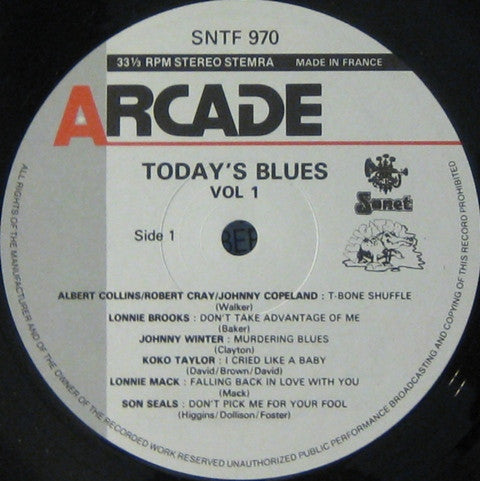 SNTF 970
33⅓ RPM STEREO STEMRA MADE IN FRANCE
ARCADE
TODAY'S BLUES
VOL 1
Sonet
Side 1
ALBERT COLLINS/ROBERT CRAY/JOHNNY COPELAND : T-BONE SHUFFLE
(Walker)
LONNIE BROOKS : DON'T TAKE ADVANTAGE OF ME
(Baker)
JOHNNY WINTER : MURDERING BLUES
(Clayton)
KOKO TAYLOR : I CRIED LIKE A BABY
(David/Brown/David)
LONNIE MACK : FALLING BACK IN LOVE WITH YOU
(Mack)
SON SEALS : DON'T PICK ME FOR YOUR FOOL
(Higgins/Dollison/Foster)
ALL RIGHTS OF THE MANUFACTURER AND OF THE OWNER OF THE RECORDED WORK RESERVED UNAUTHORIZED PUBLIC PERFORMANCE BROADCASTING AND COPYING OF THIS RECORD PROHIBITED